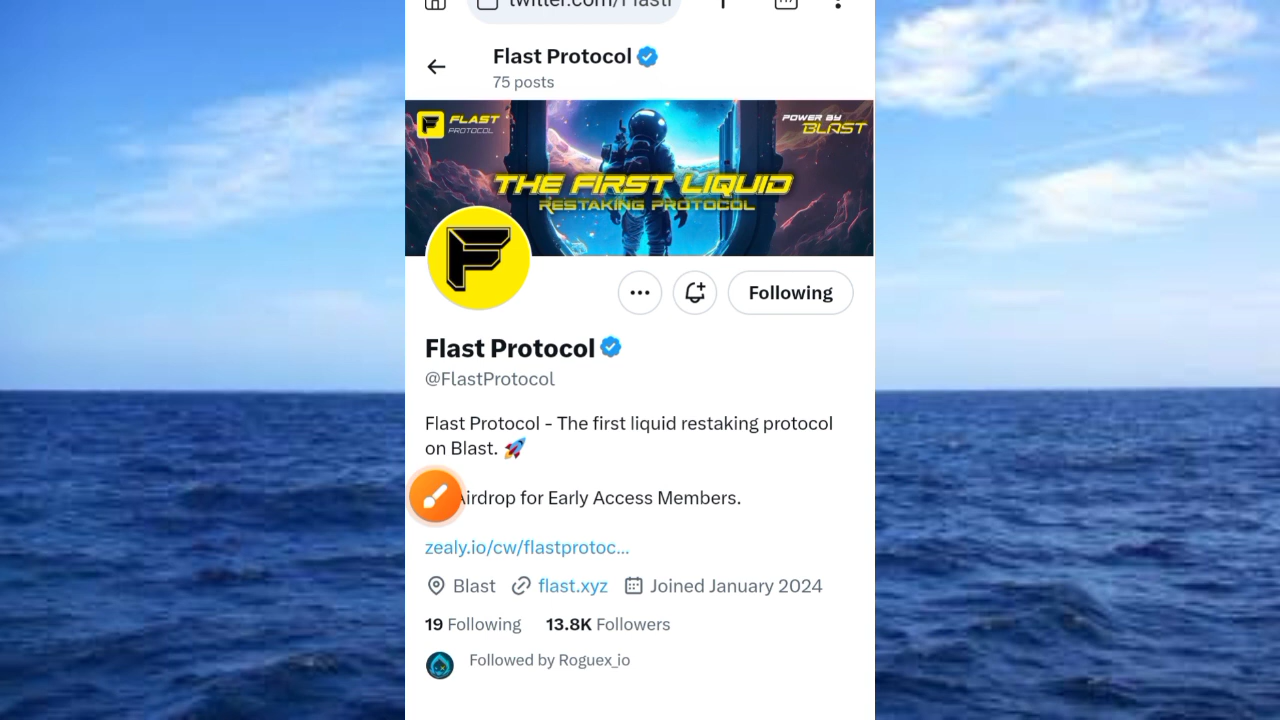 Flast Protocol
75 posts
FLAST
PROTOCOL
POWER BY
BLAST
THE FIRST LIQUID
RESTAKING PROTOCOL
F
Following
Flast Protocol
@FlastProtocol
Flast Protocol - The first liquid restaking protocol
on Blast. 🚀
Airdrop for Early Access Members.
zealy.io/cw/flastprotoc...
Blast flast.xyz Joined January 2024
19 Following 13.8K Followers
Followed by Roguex_io